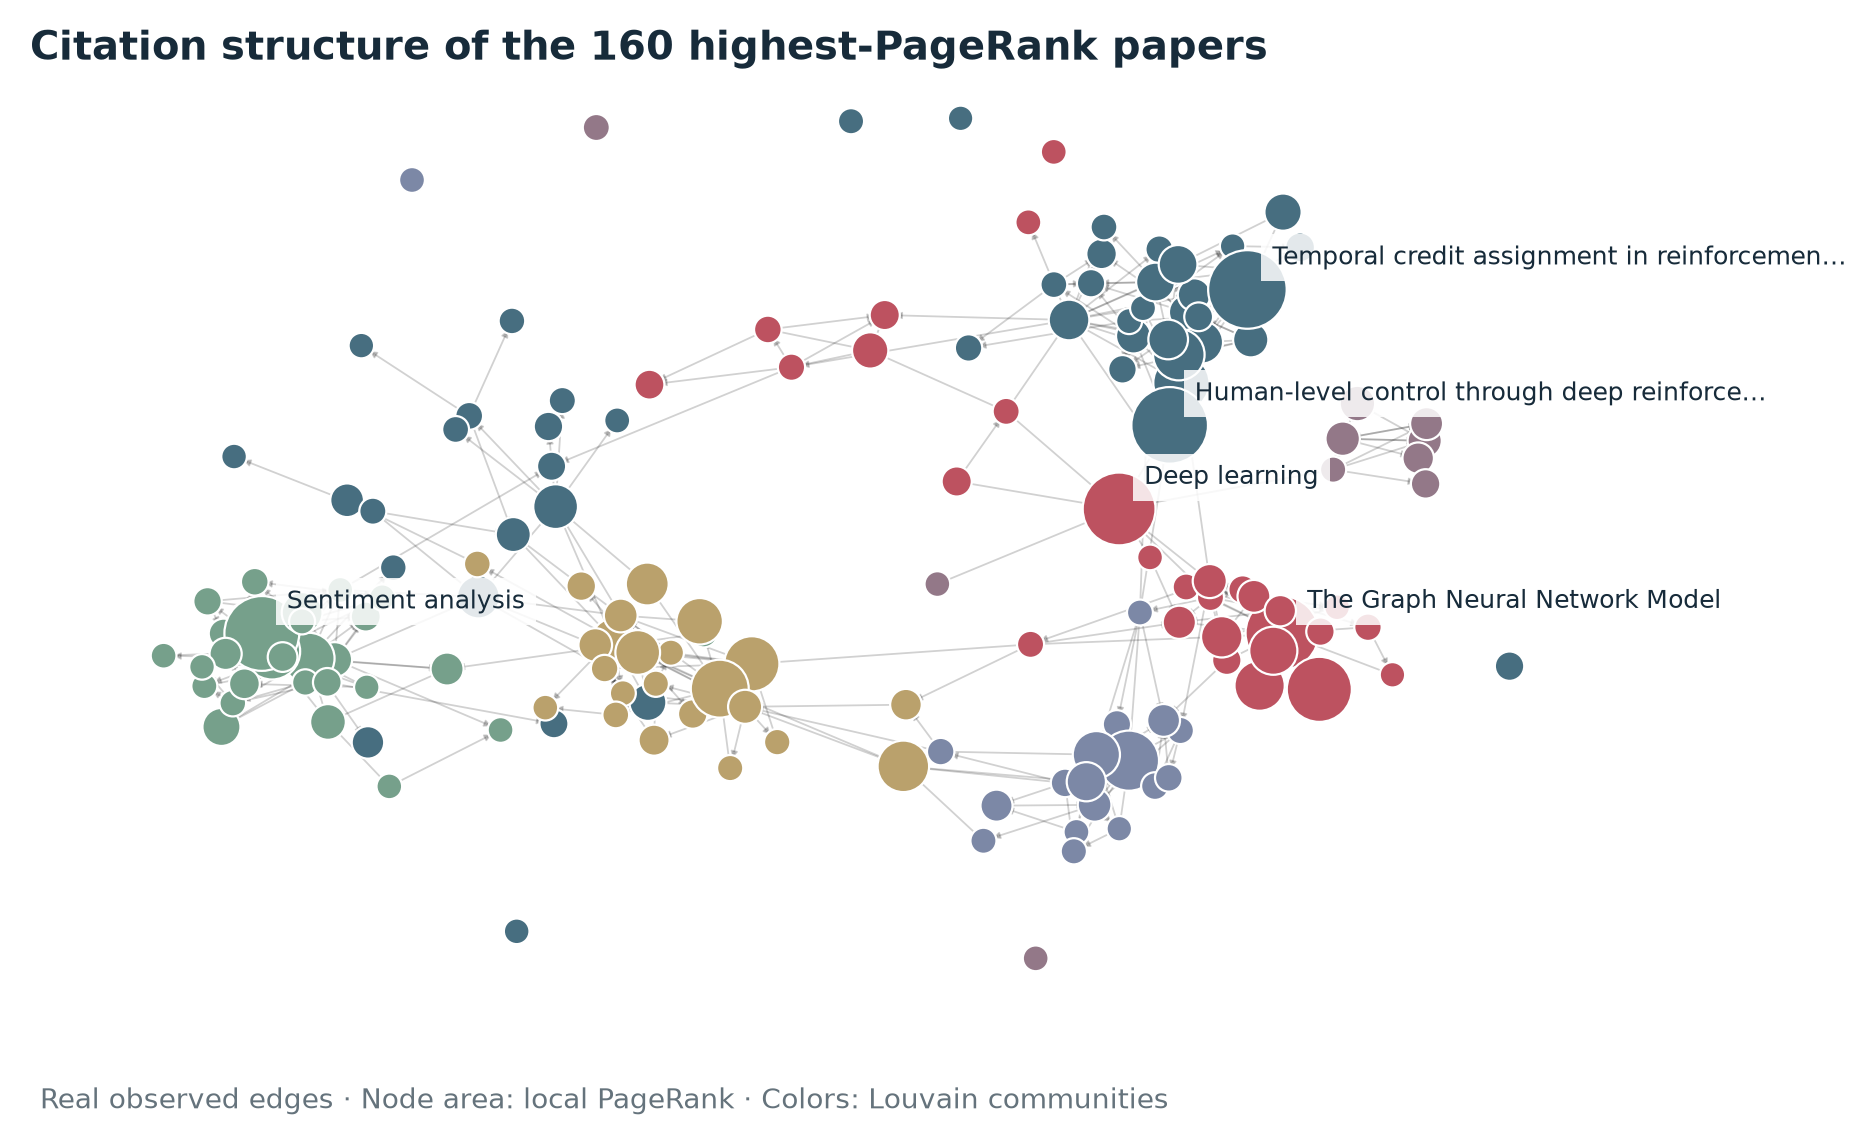 Citation structure of the 160 highest-PageRank papers
Temporal credit assignment in reinforcemen…
Human-level control through deep reinforce…
Deep learning
Sentiment analysis
The Graph Neural Network Model
Real observed edges · Node area: local PageRank · Colors: Louvain communities